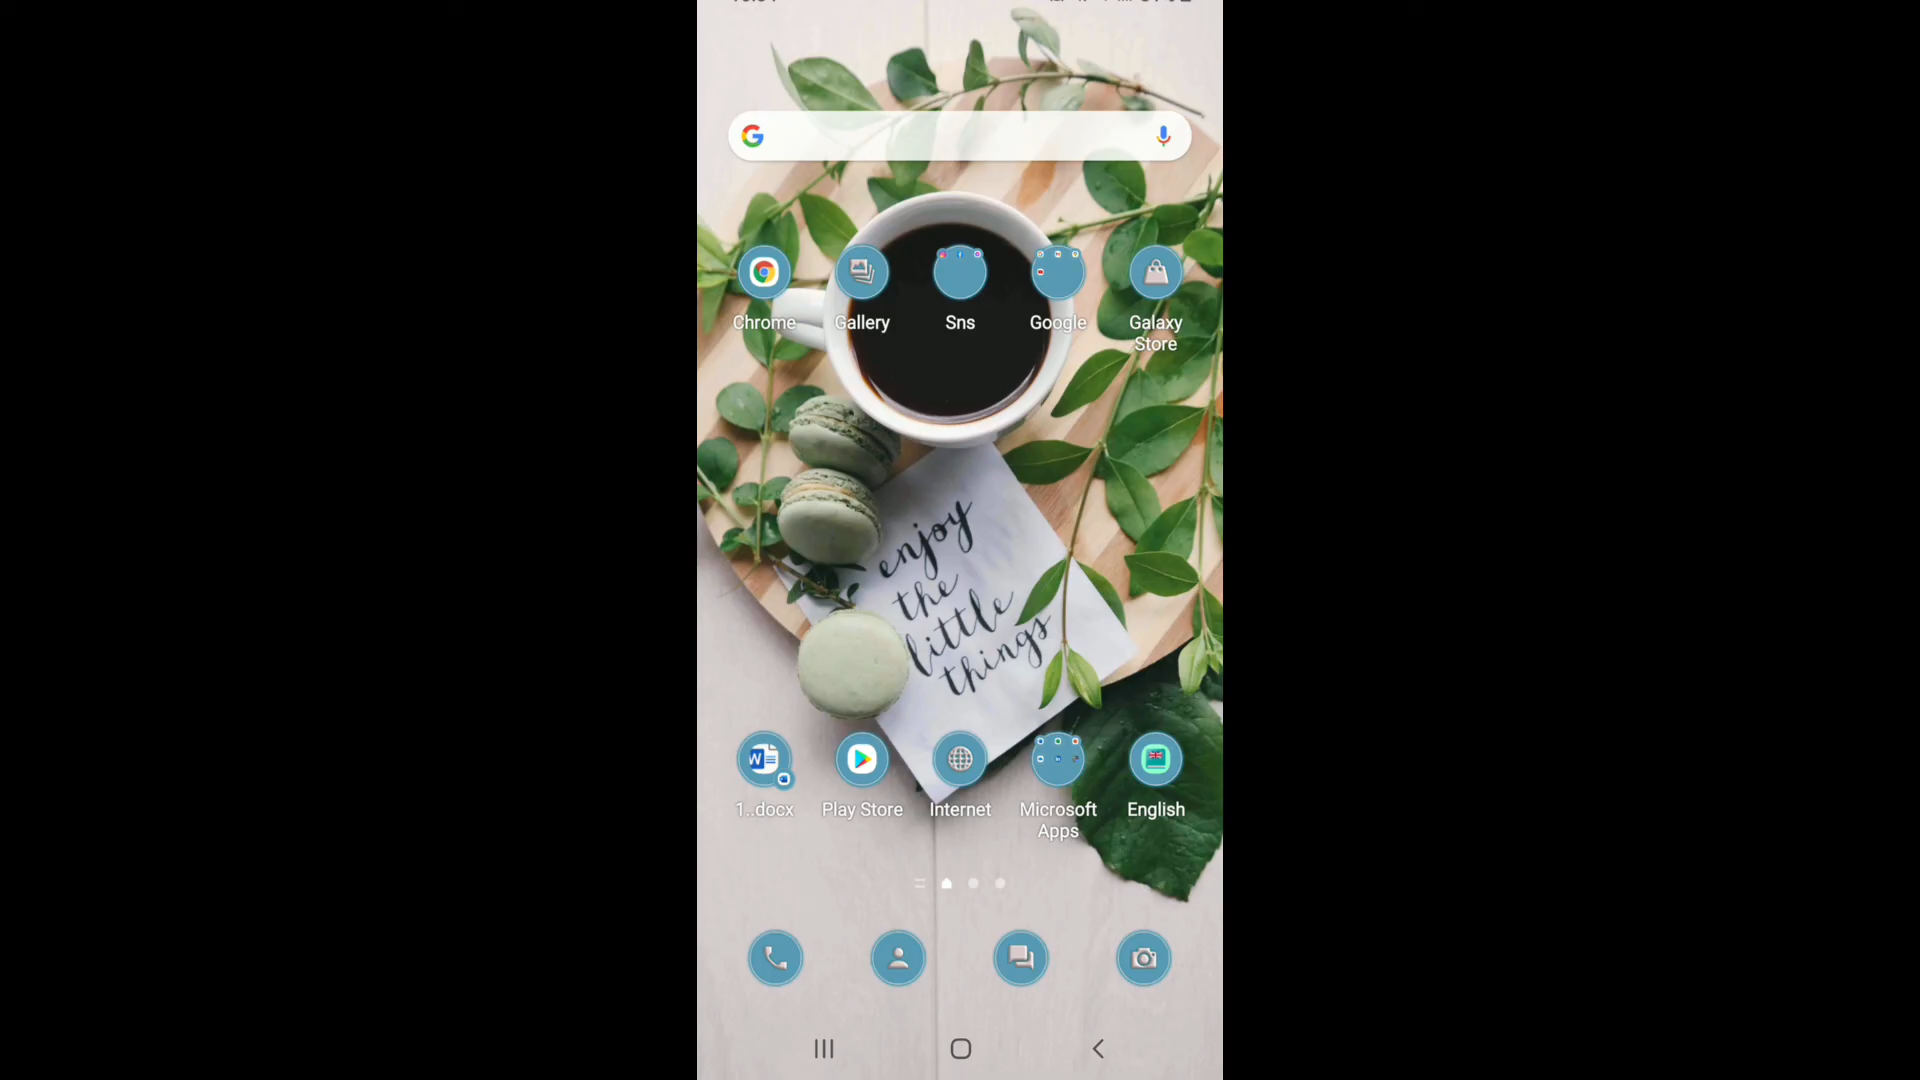 Chrome Gallery Sns Google Galaxy Store
enjoy
the
little
things
1..docx Play Store Internet Microsoft Apps English